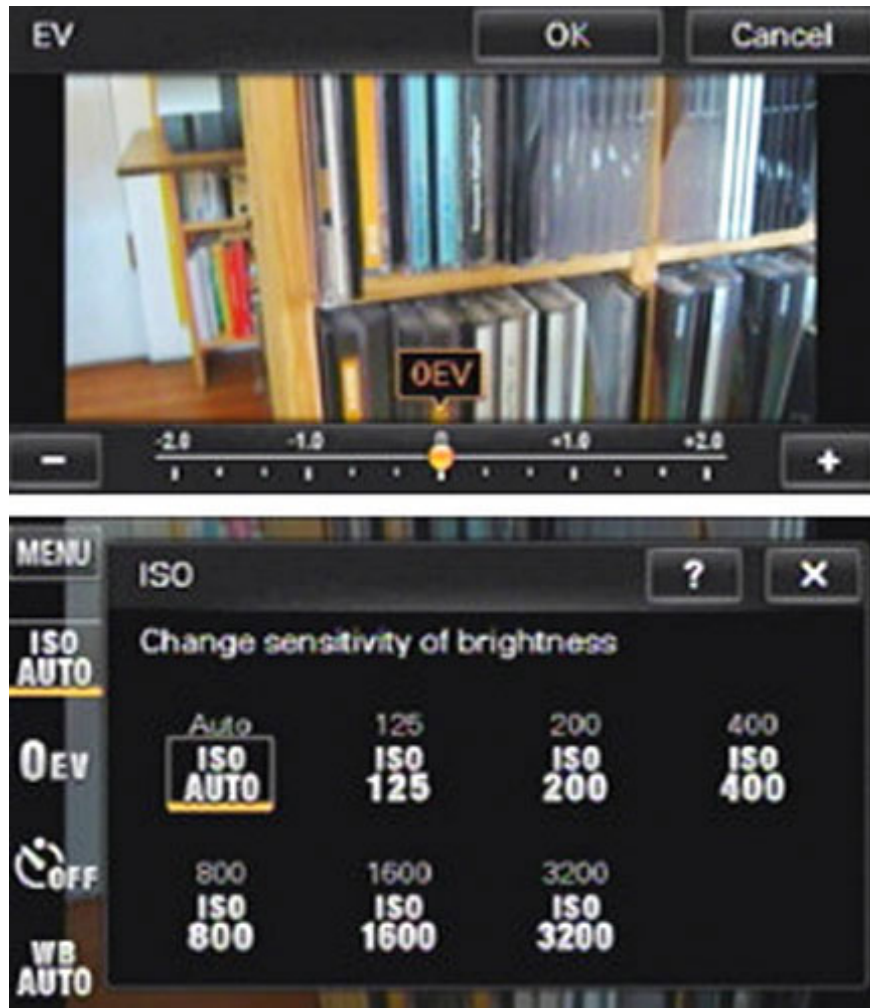 EV OK Cancel
0EV
-2.0 -1.0 0 +1.0 +2.0
- +
MENU
ISO ? X
Change sensitivity of brightness
ISO
AUTO
0EV
OFF
WB
AUTO
Auto 125 200 400
ISO ISO ISO ISO
AUTO 125 200 400
800 1600 3200
ISO ISO ISO
800 1600 3200